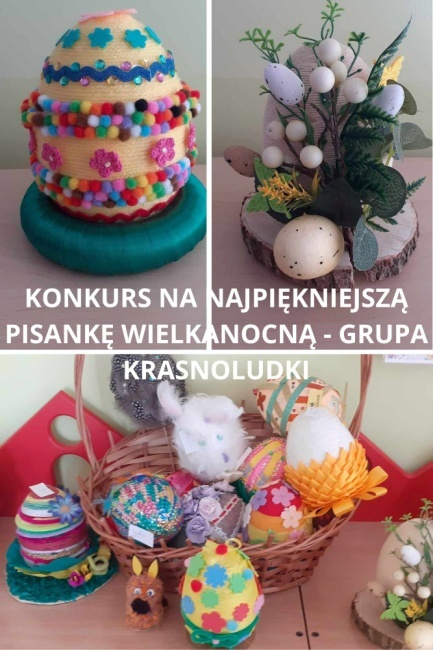 KONKURS NA NAJPIĘKNIEJSZĄ
PISANKĘ WIELKANOCNĄ - GRUPA
KRASNOLUDKI